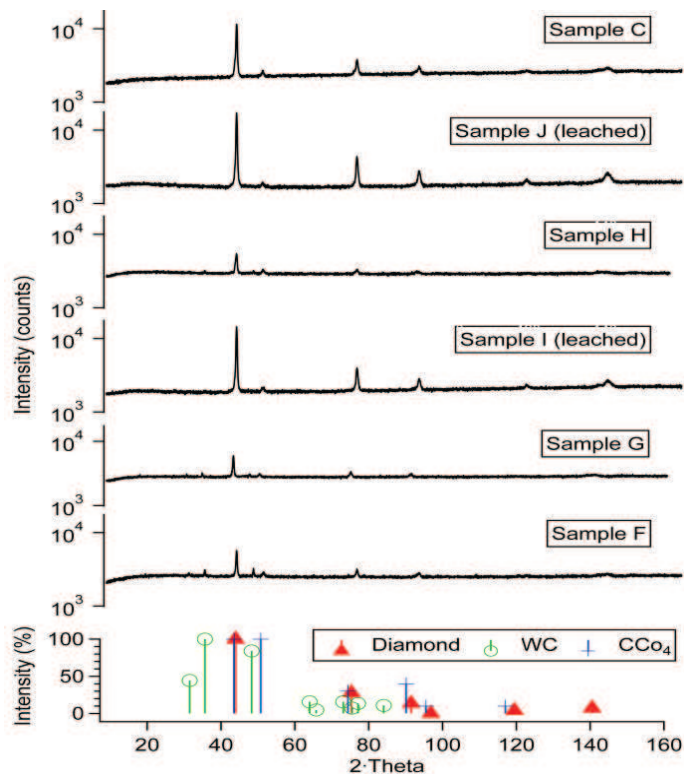 10⁴
Sample C
10³
10⁴
Sample J (leached)
10³
10⁴
Sample H
10³
10⁴
Sample I (leached)
10³
10⁴
Sample G
10³
10⁴
Sample F
10³
Intensity (counts)
Intensity (%)
100
50
0
Diamond WC CCo₄
20 40 60 80 100 120 140 160
2·Theta